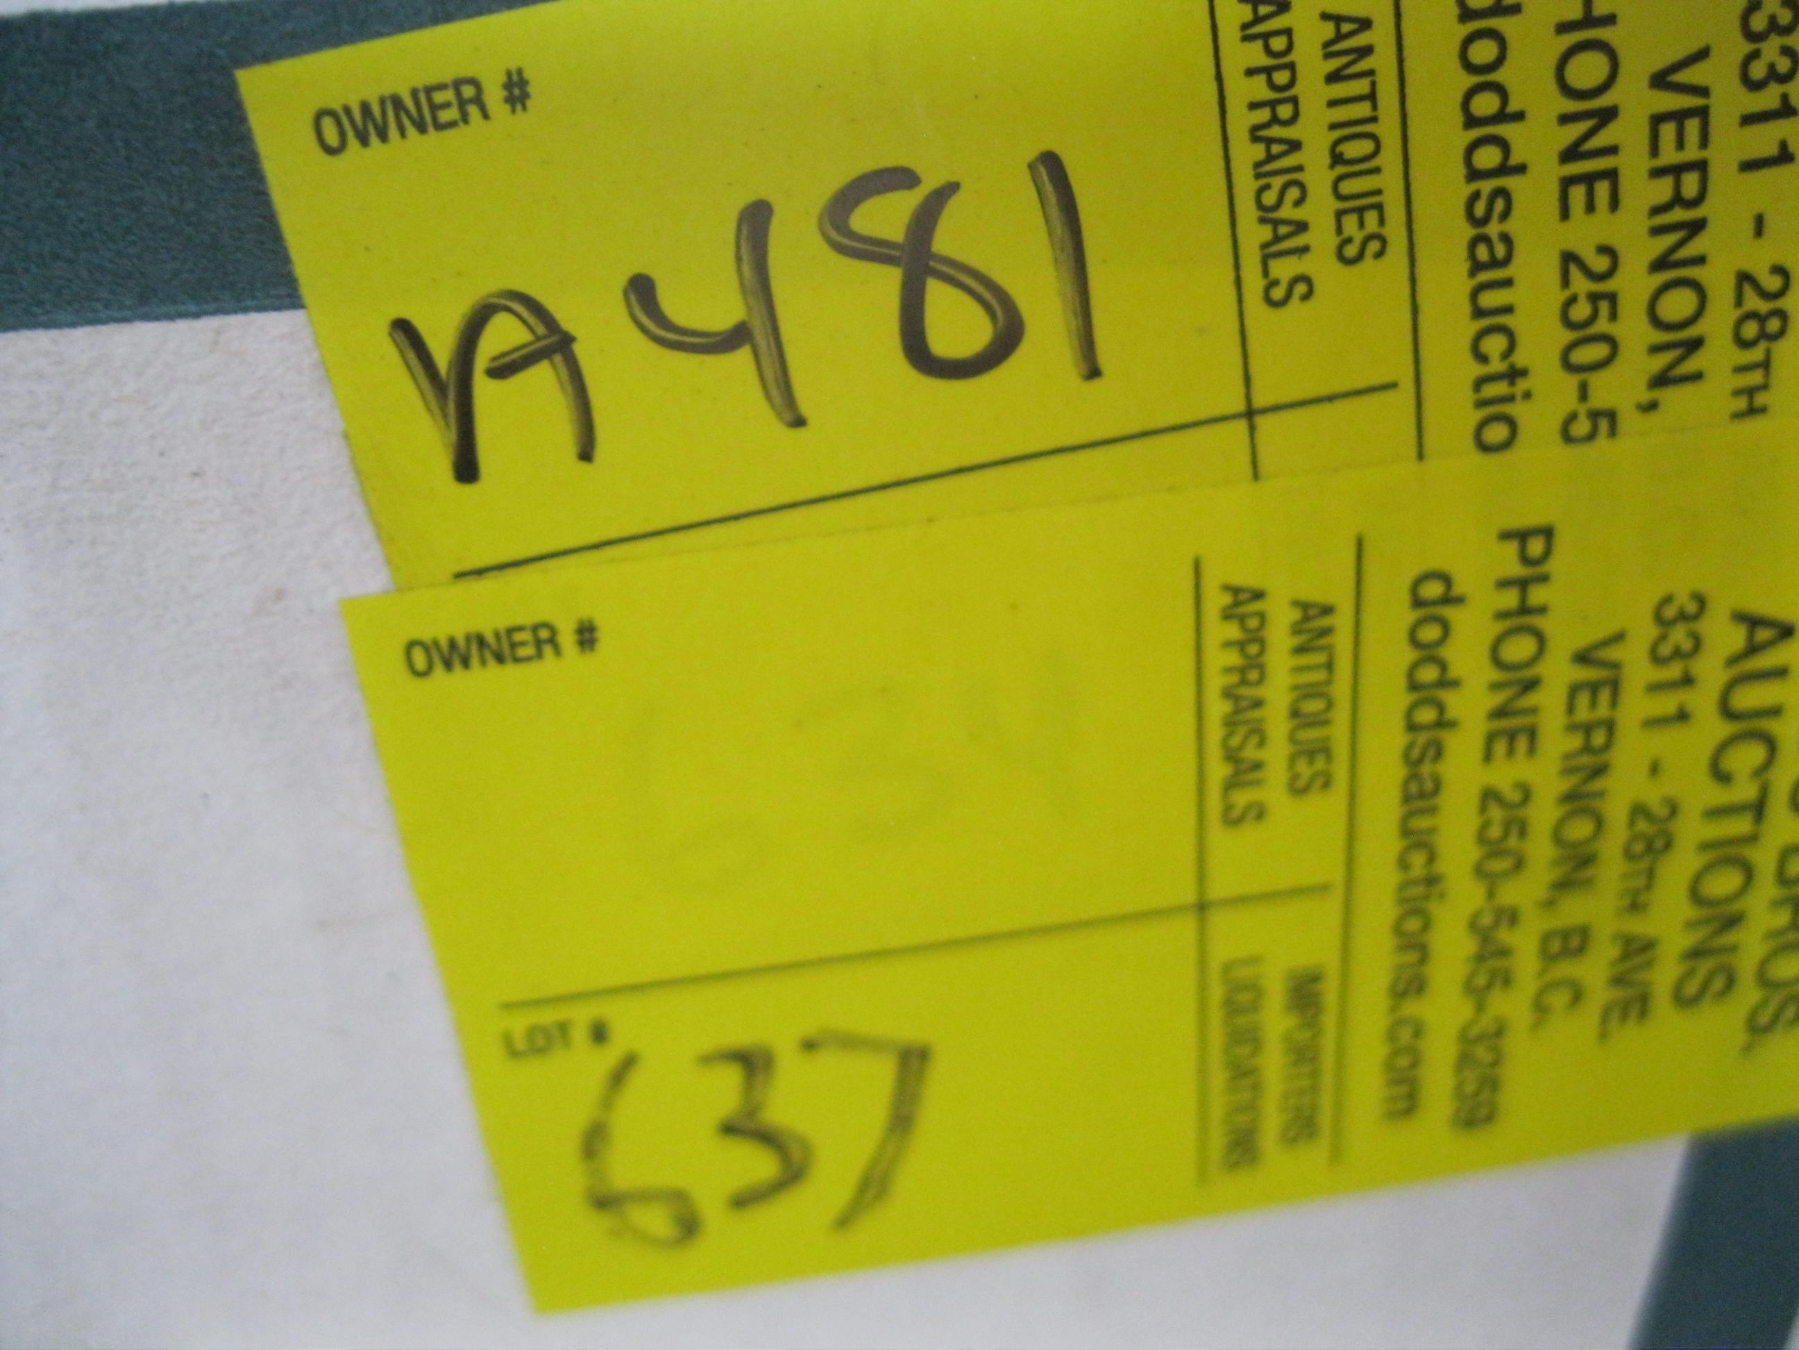 OWNER #
A481
ANTIQUES
APPRAISALS
3311 - 28TH
VERNON,
HONE 250-5
doddsauctio
OWNER #
LOT #
637
ANTIQUES
APPRAISALS
IMPORTERS
LIQUIDATIONS
AUCTIONS
3311 - 28TH AVE.
VERNON, B.C.
PHONE 250-545-3259
doddsauctions.com